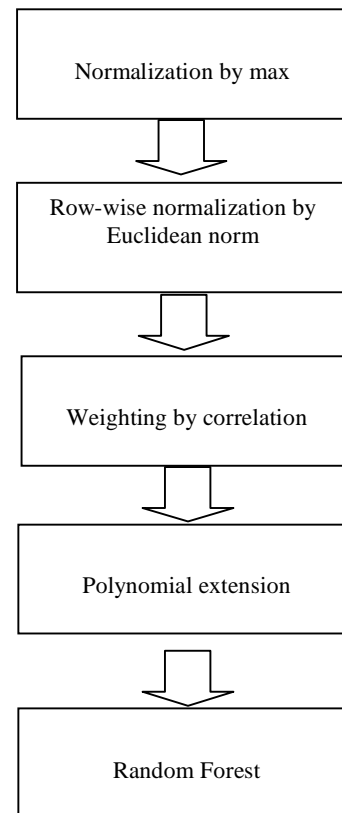 Normalization by max
Row-wise normalization by
Euclidean norm
Weighting by correlation
Polynomial extension
Random Forest